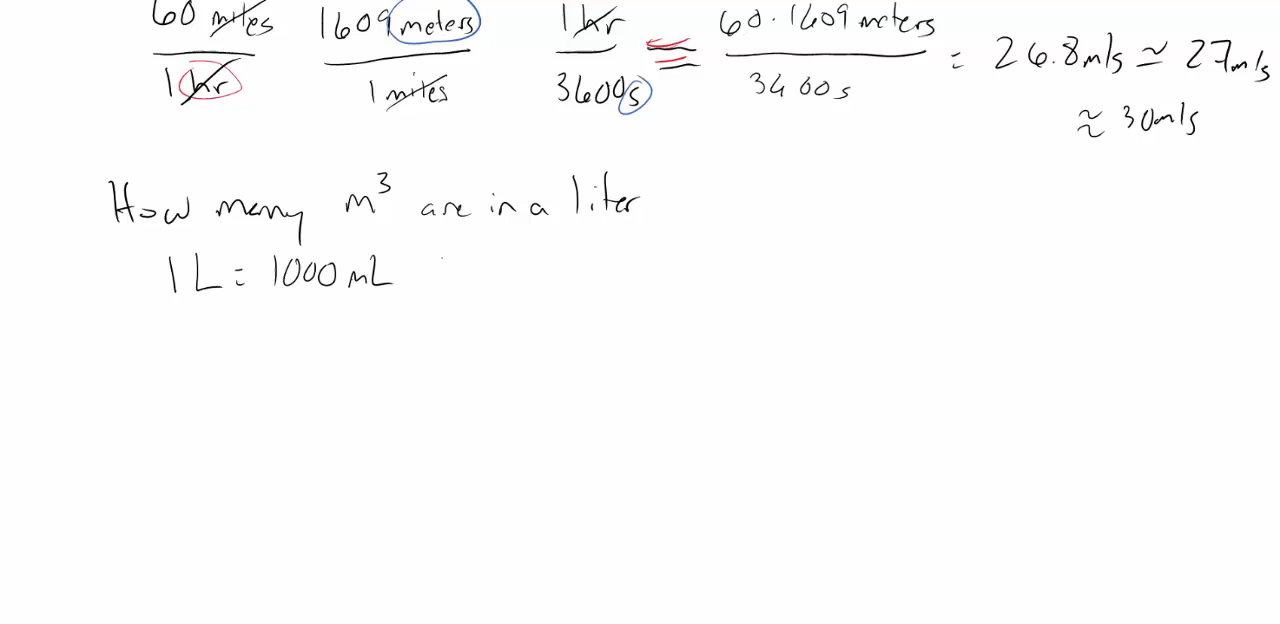 60 miles / 1 hr 1609 meters / 1 miles 1 hr / 3600 s = 60 · 1609 meters / 3600 s = 26.8 m/s ≃ 27 m/s
≈ 30 m/s
How many m³ are in a liter
1 L = 1000 mL